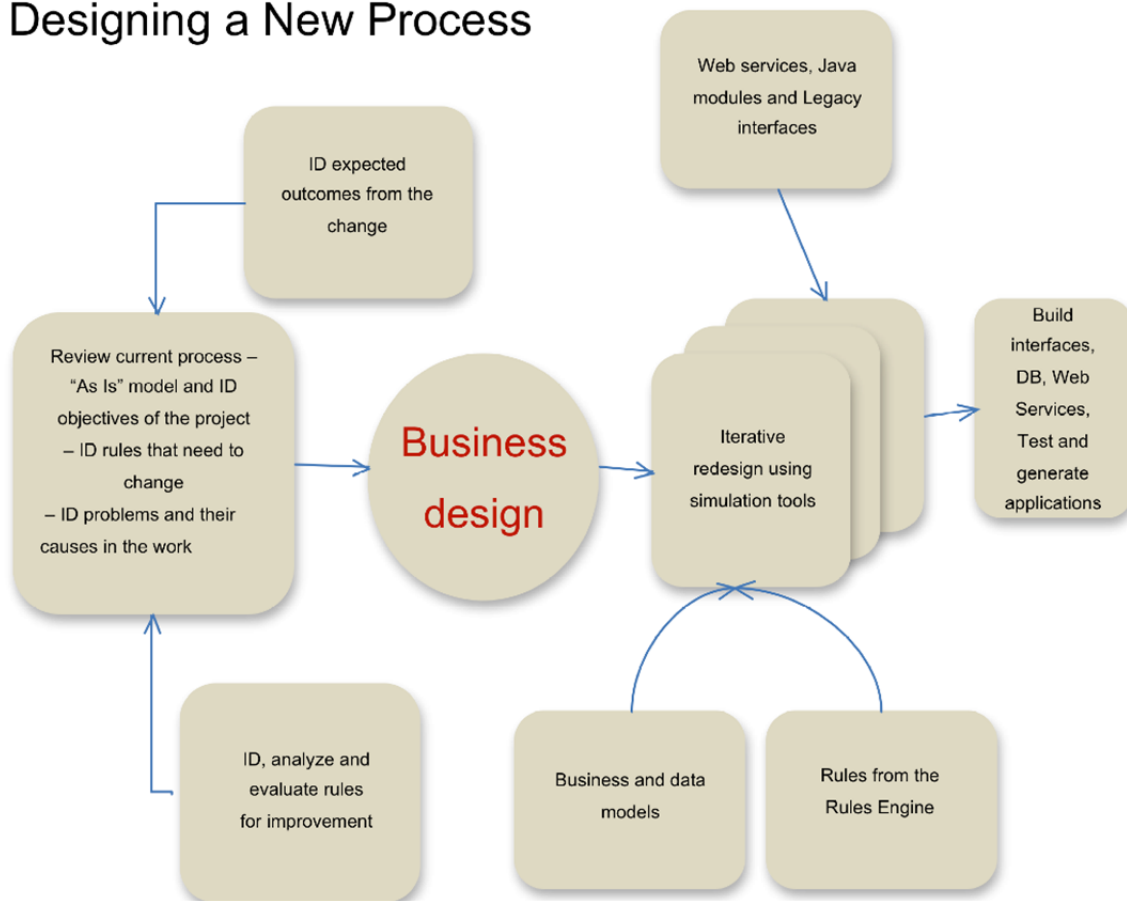 Designing a New Process
Web services, Java
modules and Legacy
interfaces
ID expected
outcomes from the
change
Review current process –
“As Is” model and ID
objectives of the project
– ID rules that need to
change
– ID problems and their
causes in the work
Business
design
Iterative
redesign using
simulation tools
Build
interfaces,
DB, Web
Services,
Test and
generate
applications
ID, analyze and
evaluate rules
for improvement
Business and data
models
Rules from the
Rules Engine